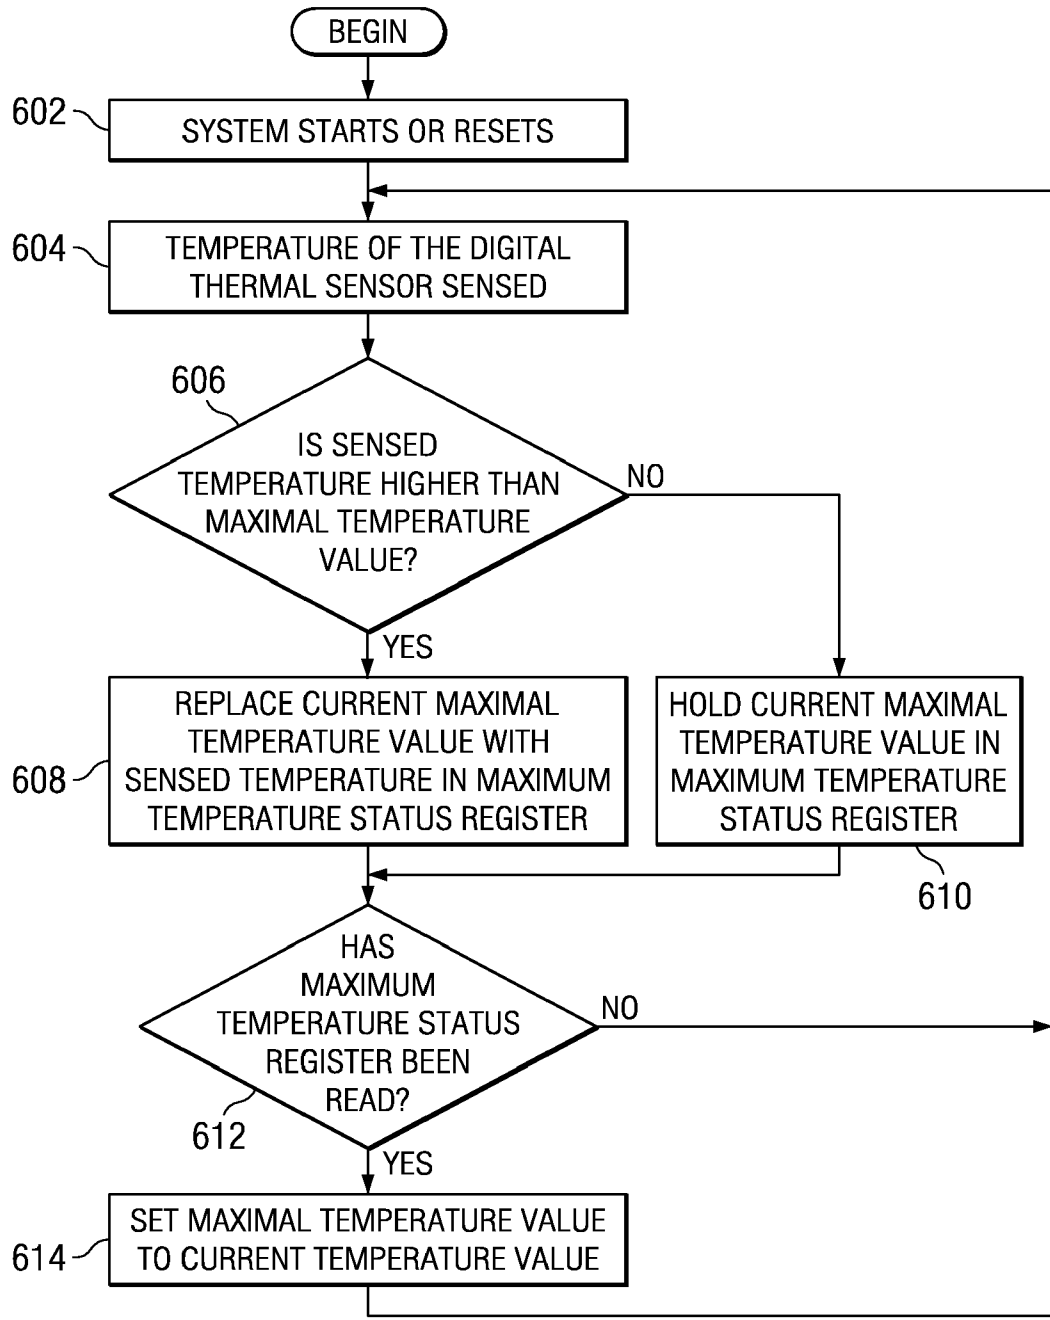 BEGIN
602
SYSTEM STARTS OR RESETS
604
TEMPERATURE OF THE DIGITAL
THERMAL SENSOR SENSED
606
IS SENSED
TEMPERATURE HIGHER THAN
MAXIMAL TEMPERATURE
VALUE?
NO
YES
608
REPLACE CURRENT MAXIMAL
TEMPERATURE VALUE WITH
SENSED TEMPERATURE IN MAXIMUM
TEMPERATURE STATUS REGISTER
HOLD CURRENT MAXIMAL
TEMPERATURE VALUE IN
MAXIMUM TEMPERATURE
STATUS REGISTER
610
HAS
MAXIMUM
TEMPERATURE STATUS
REGISTER BEEN
READ?
NO
612
YES
614
SET MAXIMAL TEMPERATURE VALUE
TO CURRENT TEMPERATURE VALUE